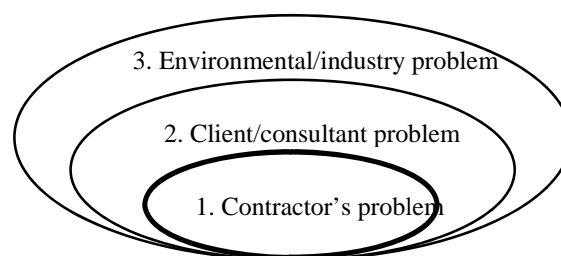 3. Environmental/industry problem
2. Client/consultant problem
1. Contractor’s problem